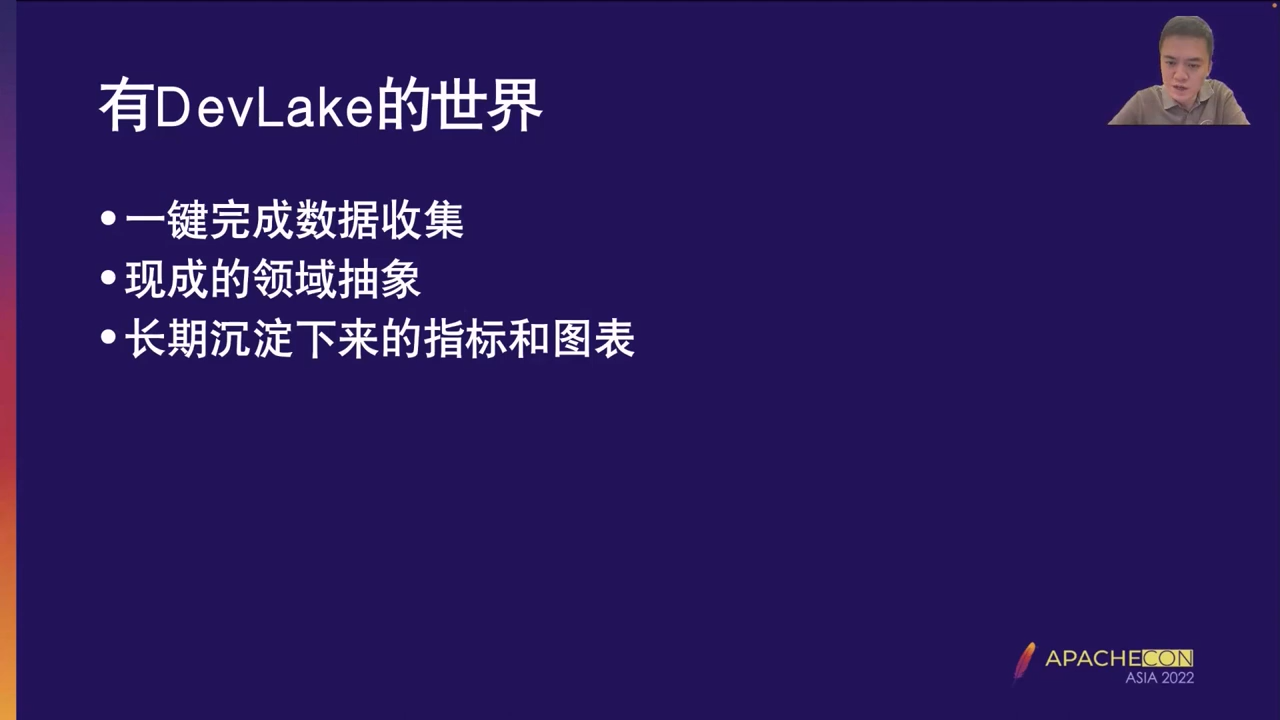 有DevLake的世界
•一键完成数据收集
•现成的领域抽象
•长期沉淀下来的指标和图表
APACHECON
ASIA 2022